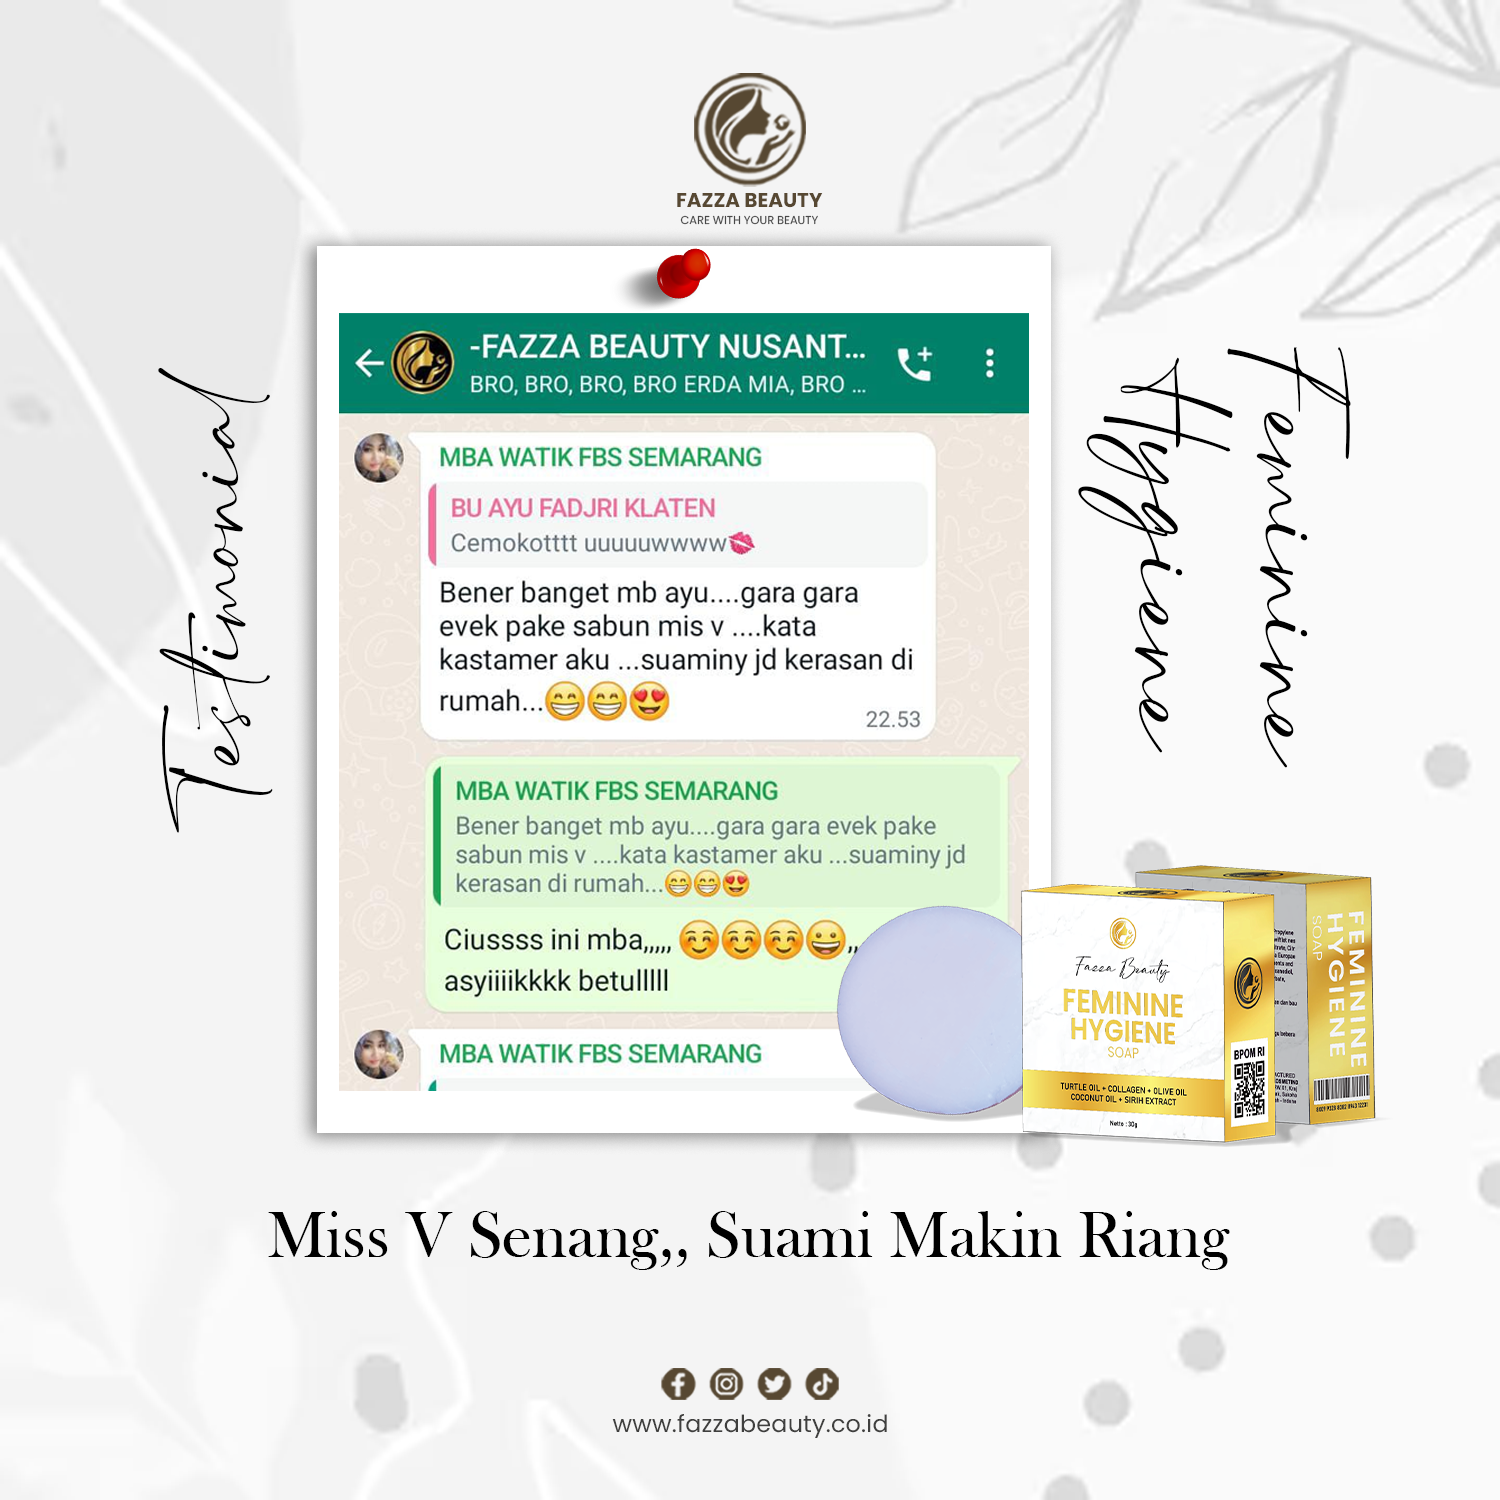 FAZZA BEAUTY
CARE WITH YOUR BEAUTY
Testimonial
Feminine
Hygiene
-FAZZA BEAUTY NUSANT...
BRO, BRO, BRO, BRO ERDA MIA, BRO ...
MBA WATIK FBS SEMARANG
BU AYU FADJRI KLATEN
Cemokotttt uuuuuwwww💋
Bener banget mb ayu....gara gara
evek pake sabun mis v ....kata
kastamer aku ...suaminy jd kerasan di
rumah...😁😁😍
22.53
MBA WATIK FBS SEMARANG
Bener banget mb ayu....gara gara evek pake
sabun mis v ....kata kastamer aku ...suaminy jd
kerasan di rumah...😁😁😍
Ciussss ini mba,,,,, ☺️☺️☺️😀,,
asyiiiikkkk betulllll
MBA WATIK FBS SEMARANG
Fazza Beauty
FEMININE
HYGIENE
SOAP
TURTLE OIL + COLLAGEN + OLIVE OIL
COCONUT OIL + SIRIH EXTRACT
Netto : 30g
BPOM RI
FEMININE
HYGIENE
SOAP
Miss V Senang,, Suami Makin Riang
www.fazzabeauty.co.id